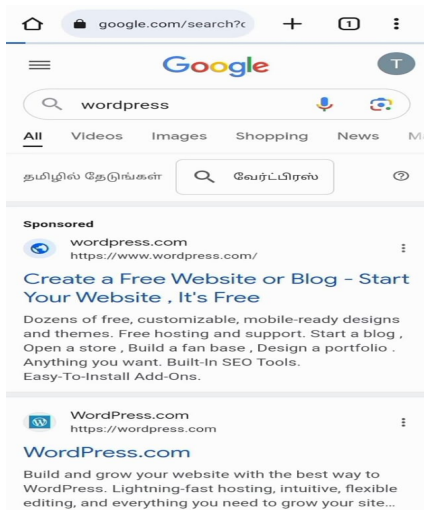 google.com/search?c
1
Google
T
wordpress
All Videos Images Shopping News M
தமிழில் தேடுங்கள் வேர்ட்பிரஸ்
Sponsored
wordpress.com
https://www.wordpress.com/
Create a Free Website or Blog - Start
Your Website , It's Free
Dozens of free, customizable, mobile-ready designs
and themes. Free hosting and support. Start a blog ,
Open a store , Build a fan base , Design a portfolio .
Anything you want. Built-In SEO Tools.
Easy-To-Install Add-Ons.
WordPress.com
https://wordpress.com
WordPress.com
Build and grow your website with the best way to
WordPress. Lightning-fast hosting, intuitive, flexible
editing, and everything you need to grow your site...